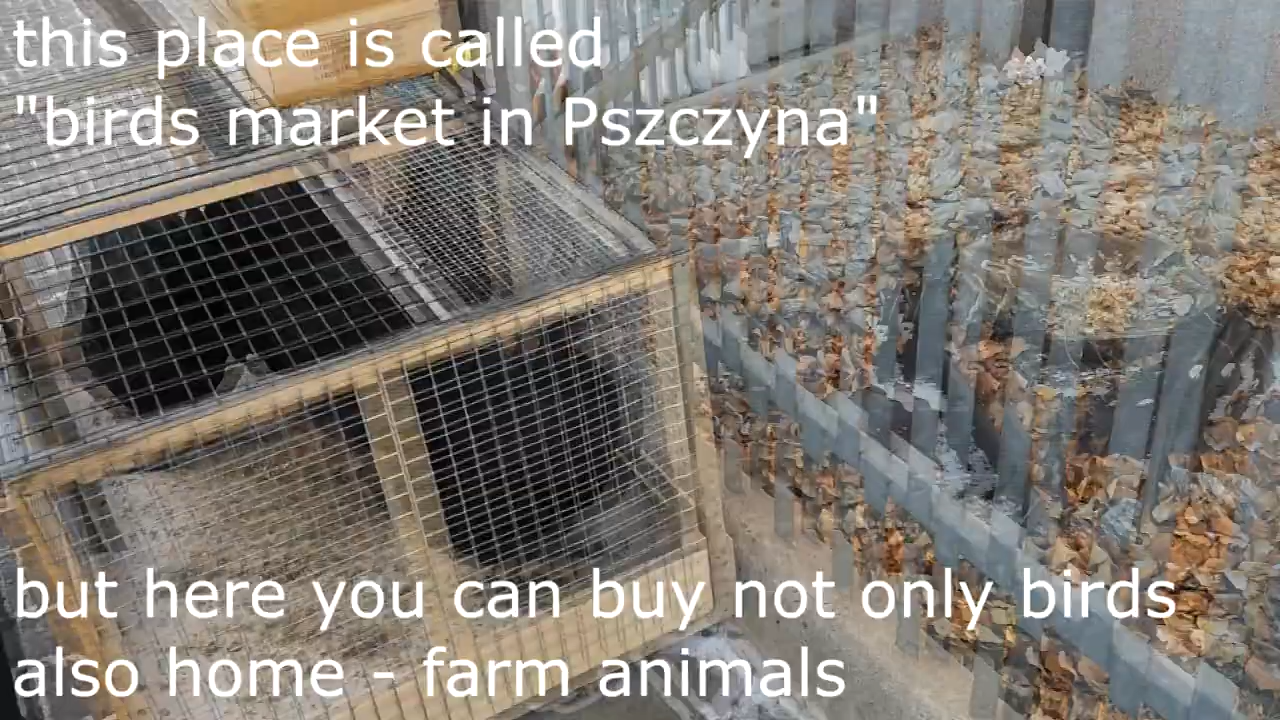 this place is called
"birds market in Pszczyna"
but here you can buy not only birds
also home - farm animals